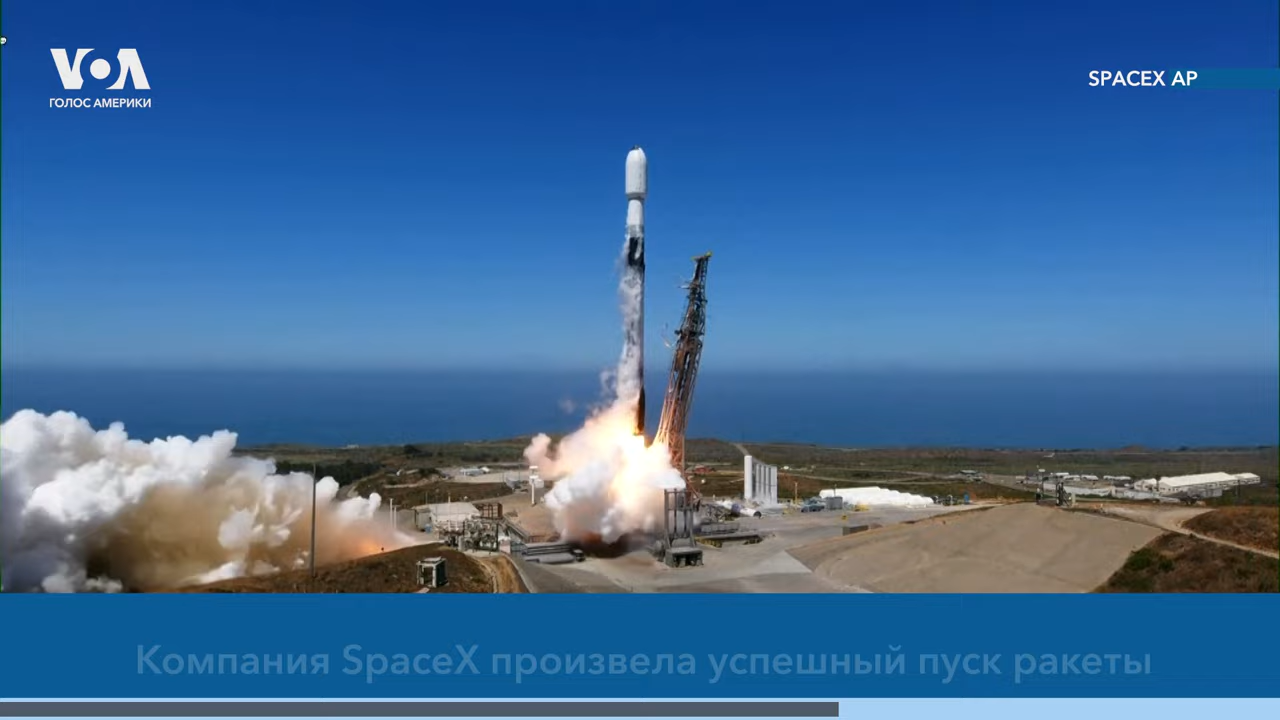 VOA
ГОЛОС АМЕРИКИ
SPACEX AP
Компания SpaceX произвела успешный пуск ракеты